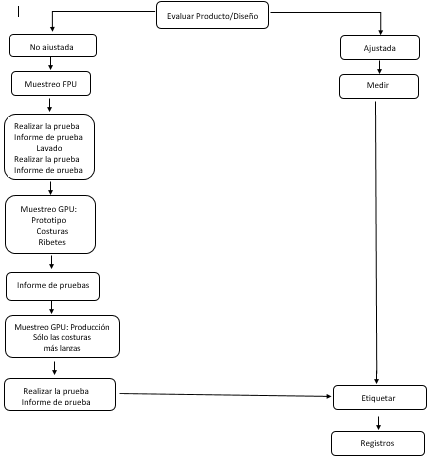 Evaluar Producto/Diseño
No ajustada
Ajustada
Muestreo FPU
Medir
Realizar la prueba
Informe de prueba
Lavado
Realizar la prueba
Informe de prueba
Muestreo GPU:
Prototipo
Costuras
Ribetes
Informe de pruebas
Muestreo GPU: Producción
Sólo las costuras
más largas
Realizar la prueba
Informe de prueba
Etiquetar
Registros